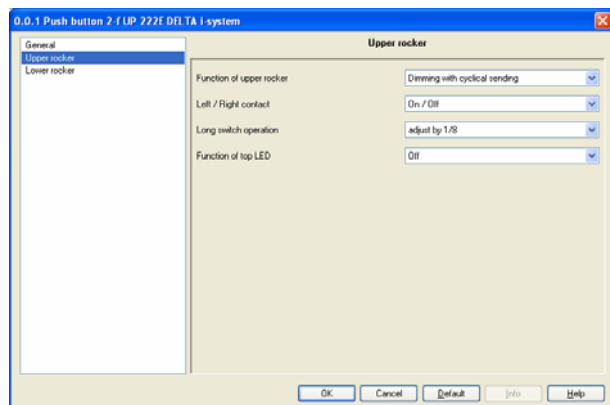 0.0.1 Push button 2-f UP 222E DELTA i-system
General
Upper rocker
Lower rocker
Upper rocker
Function of upper rocker
Dimming with cyclical sending
Left / Right contact
On / Off
Long switch operation
adjust by 1/8
Function of top LED
Off
OK Cancel Default Info Help